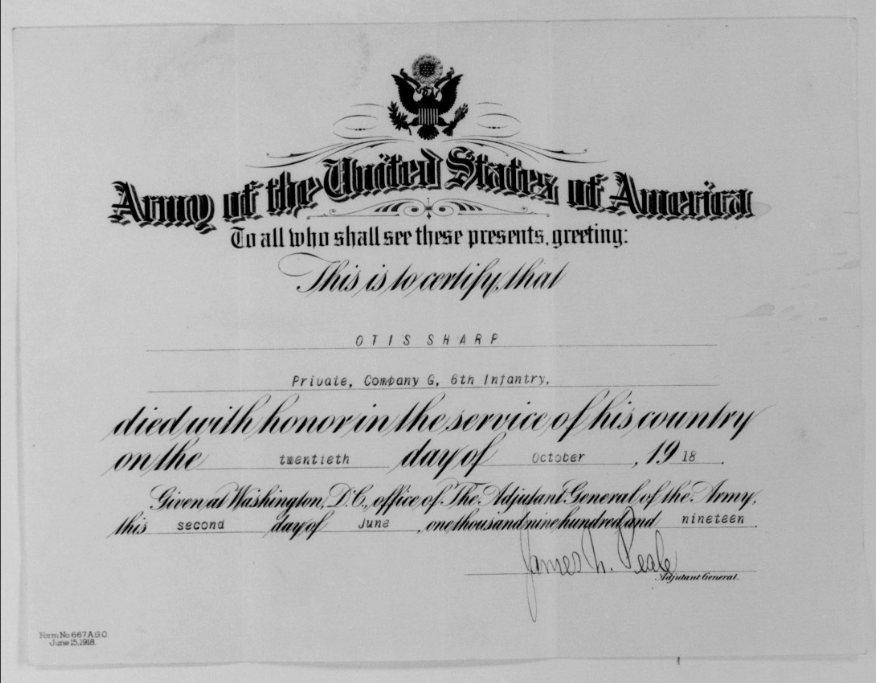 Army of the United States of America
To all who shall see these presents, greeting:
This is to certify, that
OTIS SHARP
Private, Company G, 6th Infantry,
died with honor in the service of his country
on the twentieth day of October, 1918.
Given at Washington, D.C., office of The Adjutant General of the Army,
this second day of June, one thousand nine hundred and nineteen
James
Adjutant General.
Form No 667 A.G.O.
June 15, 1918.